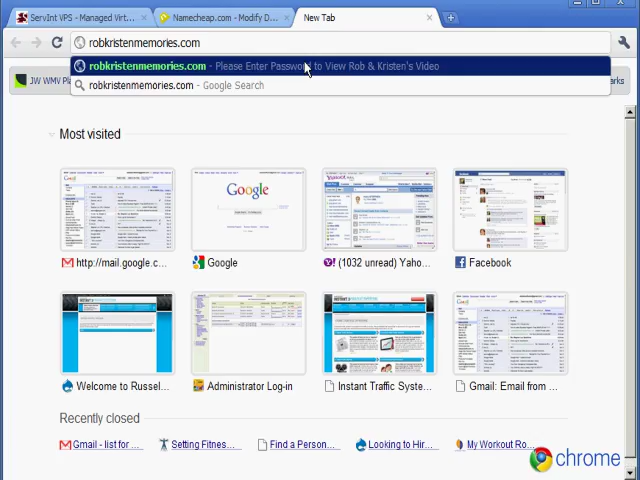 ServInt VPS - Managed Virt...
Namecheap.com - Modify D...
New Tab
robkristenmemories.com
robkristenmemories.com - Please Enter Password to View Rob & Kristen's Video
robkristenmemories.com - Google Search
JW WMV Pl
arks
Most visited
Google
YAHOO!
http://mail.google.c...
Google
(1032 unread) Yaho...
Facebook
Welcome to Russel...
Administrator Log-in
Instant Traffic Syste...
Gmail: Email from ...
Recently closed
Gmail - list for ...
Setting Fitnes...
Find a Person...
Looking to Hir...
My Workout Ro...
chrome